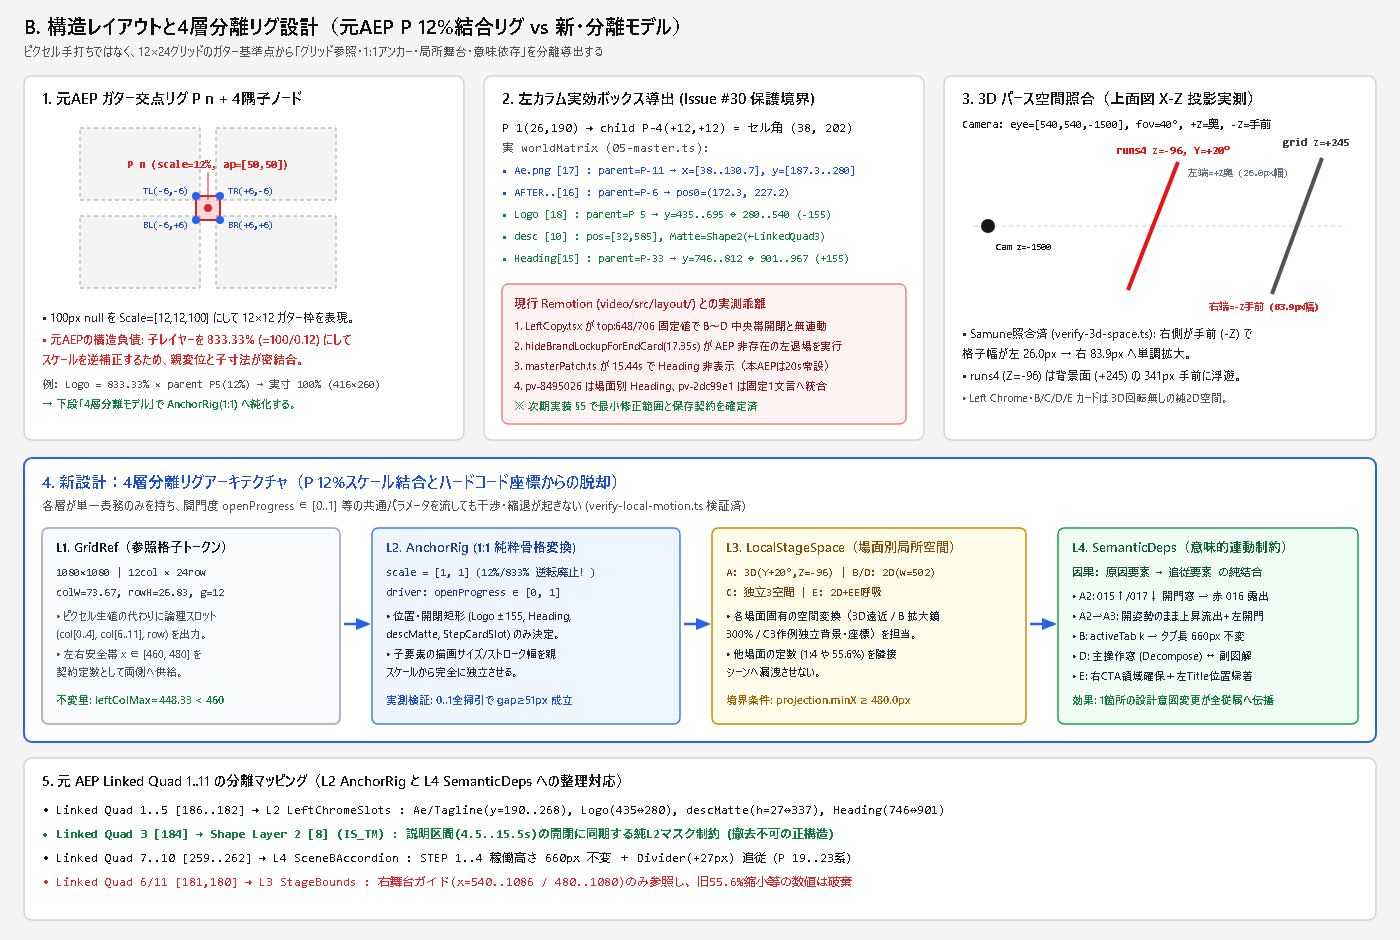 B. 構造レイアウトと4層分離リグ設計（元AEP P 12%結合リグ vs 新・分離モデル）
ピクセル手打ちではなく、12×24グリッドのガター基準点から「グリッド参照・1:1アンカー・局所舞台・意味依存」を分離導出する
1. 元AEP ガター交点リグ P n + 4隅子ノード
P n (scale=12%, ap=[50,50])
TL(-6,-6)
TR(+6,-6)
BL(-6,+6)
BR(+6,+6)
• 100px null を Scale=[12,12,100] にして 12×12 ガター枠を表現。
• 元AEPの構造負債: 子レイヤーを 833.33% (=100/0.12) にして
スケールを逆補正するため、親変位と子寸法が密結合。
例: Logo = 833.33% × parent P5(12%) → 実寸 100% (416×260)
→ 下段「4層分離モデル」で AnchorRig(1:1) へ純化する。
2. 左カラム実効ボックス導出 (Issue #30 保護境界)
P 1(26,190) → child P-4(+12,+12) = セル角 (38, 202)
実 worldMatrix (05-master.ts):
• Ae.png [17] : parent=P-11 → x=[38..130.7], y=[187.3..280]
• AFTER..[16] : parent=P-6 → pos0=(172.3, 227.2)
• Logo [18] : parent=P 5 → y=435..695 ↔ 280..540 (-155)
• desc [10] : pos=[32,585], Matte=Shape2(←LinkedQuad3)
• Heading[15] : parent=P-33 → y=746..812 ↔ 901..967 (+155)
現行 Remotion (video/src/layout/) との実測乖離
1. LeftCopy.tsx が top:648/706 固定値で B〜D 中央帯開閉と無連動
2. hideBrandLockupForEndCard(17.35s) が AEP 非存在の左退場を実行
3. masterPatch.ts が 15.44s で Heading 非表示（本AEPは20s常設）
4. pv-8495026 は場面別 Heading、pv-2dc99e1 は固定1文言へ統合
※ 次期実装 §5 で最小修正範囲と保存契約を確定済
3. 3D パース空間照合（上面図 X-Z 投影実測）
Camera: eye=[540,540,-1500], fov=40°, +Z=奥, -Z=手前
runs4 Z=-96, Y=+20°
grid Z=+245
左端=+Z奥 (26.0px幅)
Cam z=-1500
右端=-Z手前 (83.9px幅)
• Samune照合済 (verify-3d-space.ts): 右側が手前 (-Z) で
格子幅が左 26.0px → 右 83.9px へ単調拡大。
• runs4 (Z=-96) は背景面 (+245) の 341px 手前に浮遊。
• Left Chrome・B/C/D/E カードは 3D回転無しの純2D空間。
4. 新設計：4層分離リグアーキテクチャ（P 12%スケール結合とハードコード座標からの脱却）
各層が単一責務のみを持ち、開門度 openProgress ∈ [0..1] 等の共通パラメータを流しても干渉・縮退が起きない (verify-local-motion.ts 検証済)
L1. GridRef（参照格子トークン）
1080×1080 | 12col × 24row
colW=73.67, rowH=26.83, g=12
• ピクセル生値の代わりに論理スロット
(col[0..4], col[6..11], row) を出力。
• 左右安全帯 x ∈ [460, 480] を
契約定数として両側へ供給。
不変量: leftColMax=448.33 < 460
L2. AnchorRig (1:1 純粋骨格変換)
scale = [1, 1] (12%/833% 逆転廃止！)
driver: openProgress ∈ [0, 1]
• 位置・開閉矩形 (Logo ±155, Heading,
descMatte, StepCardSlot) のみ決定。
• 子要素の描画サイズ/ストローク幅を親
スケールから完全に独立させる。
実測検証: 0..1全掃引で gap≥51px 成立
L3. LocalStageSpace（場面別局所空間）
A: 3D(Y+20°,Z=-96) | B/D: 2D(w=502)
C: 独立3空間 | E: 2D+EE呼吸
• 各場面固有の空間変換（3D遠近 / B 拡大鏡
300% / C3作例独立背景・座標）を担当。
• 他場面の定数 (1:4 や 55.6%) を隣接
シーンへ漏洩させない。
境界条件: projection.minX ≥ 480.0px
L4. SemanticDeps（意味的連動制約）
因果: 原因要素 → 追従要素 の純結合
• A2: 015↑/017↓ 開門窓 → 赤 016 露出
• A2→A3: 開姿勢のまま上昇流出+左開門
• B: activeTab k → タブ長 660px 不変
• D: 主操作窓 (Decompose) ↔ 副図解
• E: 右CTA領域確保+左Title位置帰着
効果: 1箇所の設計意図変更が全従属へ伝播
5. 元 AEP Linked Quad 1..11 の分離マッピング（L2 AnchorRig と L4 SemanticDeps への整理対応）
• Linked Quad 1..5 [186..182] → L2 LeftChromeSlots : Ae/Tagline(y=190..268), Logo(435↔280), descMatte(h=27↔337), Heading(746↔901)
• Linked Quad 3 [184] → Shape Layer 2 [8] (IS_TM) : 説明区間(4.5..15.5s)の開閉に同期する純L2マスク制約 (撤去不可の正構造)
• Linked Quad 7..10 [259..262] → L4 SceneBAccordion : STEP 1..4 稼働高さ 660px 不変 + Divider(+27px) 追従 (P 19..23系)
• Linked Quad 6/11 [181,180] → L3 StageBounds : 右舞台ガイド(x=540..1086 / 480..1080)のみ参照し、旧55.6%縮小等の数値は破棄